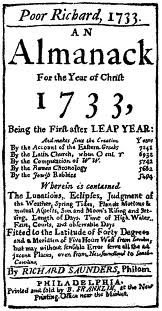 Poor Richard, 1733.
AN
Almanack
For the Year of Christ
1733,
Being the First after LEAP YEAR:
And makes since the Creation Years
By the Account of the Eastern Greeks 7241
By the Latin Church, when O ent. ♈ 6932
By the Computation of W.W. 5742
By the Roman Chronology 5682
By the Jewish Rabbies 5494
Wherein is contained
The Lunations, Eclipses, Judgment of
the Weather, Spring Tides, Planets Motions &
mutual Aspects, Sun and Moon's Rising and Set-
ting, Length of Days, Time of High Water,
Fairs, Courts, and observable Days
Fitted to the Latitude of Forty Degrees
and a Meridian of Five Hours West from London,
but may without sensible Error serve all the ad-
jacent Places, even from Newfoundland to South-
Carolina.
By RICHARD SAUNDERS, Philom.
PHILADELPHIA:
Printed and sold by B. FRANKLIN, at the New
Printing-Office near the Market.